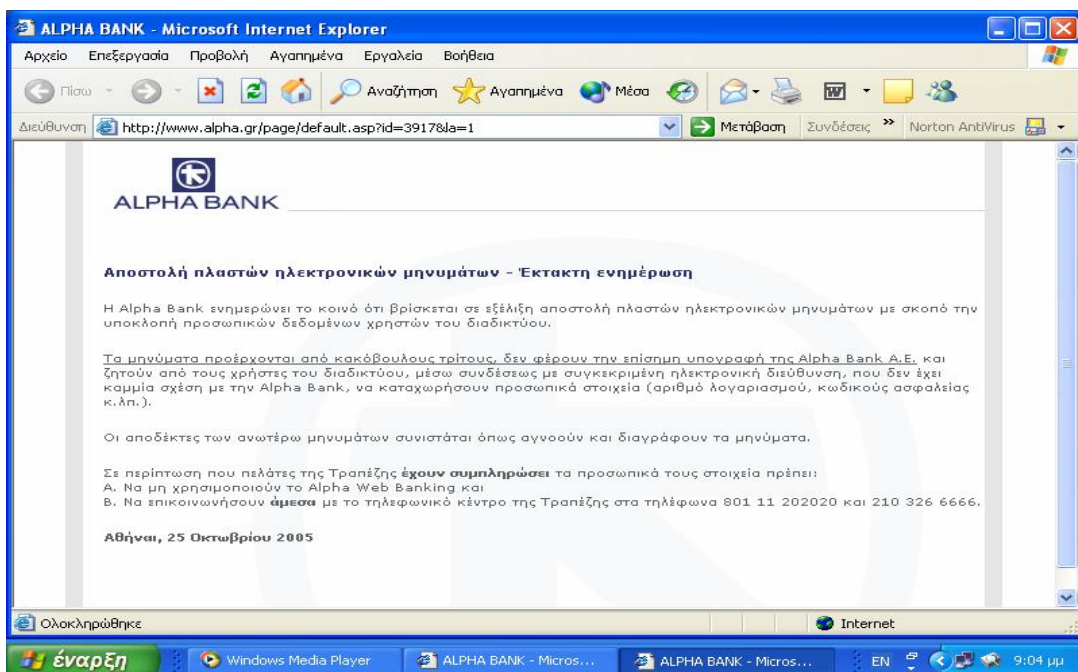 ALPHA BANK - Microsoft Internet Explorer
Αρχείο Επεξεργασία Προβολή Αγαπημένα Εργαλεία Βοήθεια
Πίσω Αναζήτηση Αγαπημένα Μέσα
Διεύθυνση http://www.alpha.gr/page/default.asp?id=3917&la=1 Μετάβαση Συνδέσεις » Norton AntiVirus
ALPHA BANK
Αποστολή πλαστών ηλεκτρονικών μηνυμάτων - Έκτακτη ενημέρωση
Η Alpha Bank ενημερώνει το κοινό ότι βρίσκεται σε εξέλιξη αποστολή πλαστών ηλεκτρονικών μηνυμάτων με σκοπό την
υποκλοπή προσωπικών δεδομένων χρηστών του διαδικτύου.
Τα μηνύματα προέρχονται από κακόβουλους τρίτους, δεν φέρουν την επίσημη υπογραφή της Alpha Bank Α.Ε. και
ζητούν από τους χρήστες του διαδικτύου, μέσω συνδέσεως με συγκεκριμένη ηλεκτρονική διεύθυνση, που δεν έχει
καμμία σχέση με την Alpha Bank, να καταχωρήσουν προσωπικά στοιχεία (αριθμό λογαριασμού, κωδικούς ασφαλείας
κ.λπ.).
Οι αποδέκτες των ανωτέρω μηνυμάτων συνιστάται όπως αγνοούν και διαγράφουν τα μηνύματα.
Σε περίπτωση που πελάτες της Τραπέζης έχουν συμπληρώσει τα προσωπικά τους στοιχεία πρέπει:
Α. Να μη χρησιμοποιούν το Alpha Web Banking και
Β. Να επικοινωνήσουν άμεσα με το τηλεφωνικό κέντρο της Τραπέζης στα τηλέφωνα 801 11 202020 και 210 326 6666.
Αθήναι, 25 Οκτωβρίου 2005
Ολοκληρώθηκε Internet
έναρξη Windows Media Player ALPHA BANK - Micros... ALPHA BANK - Micros... EN 9:04 μμ